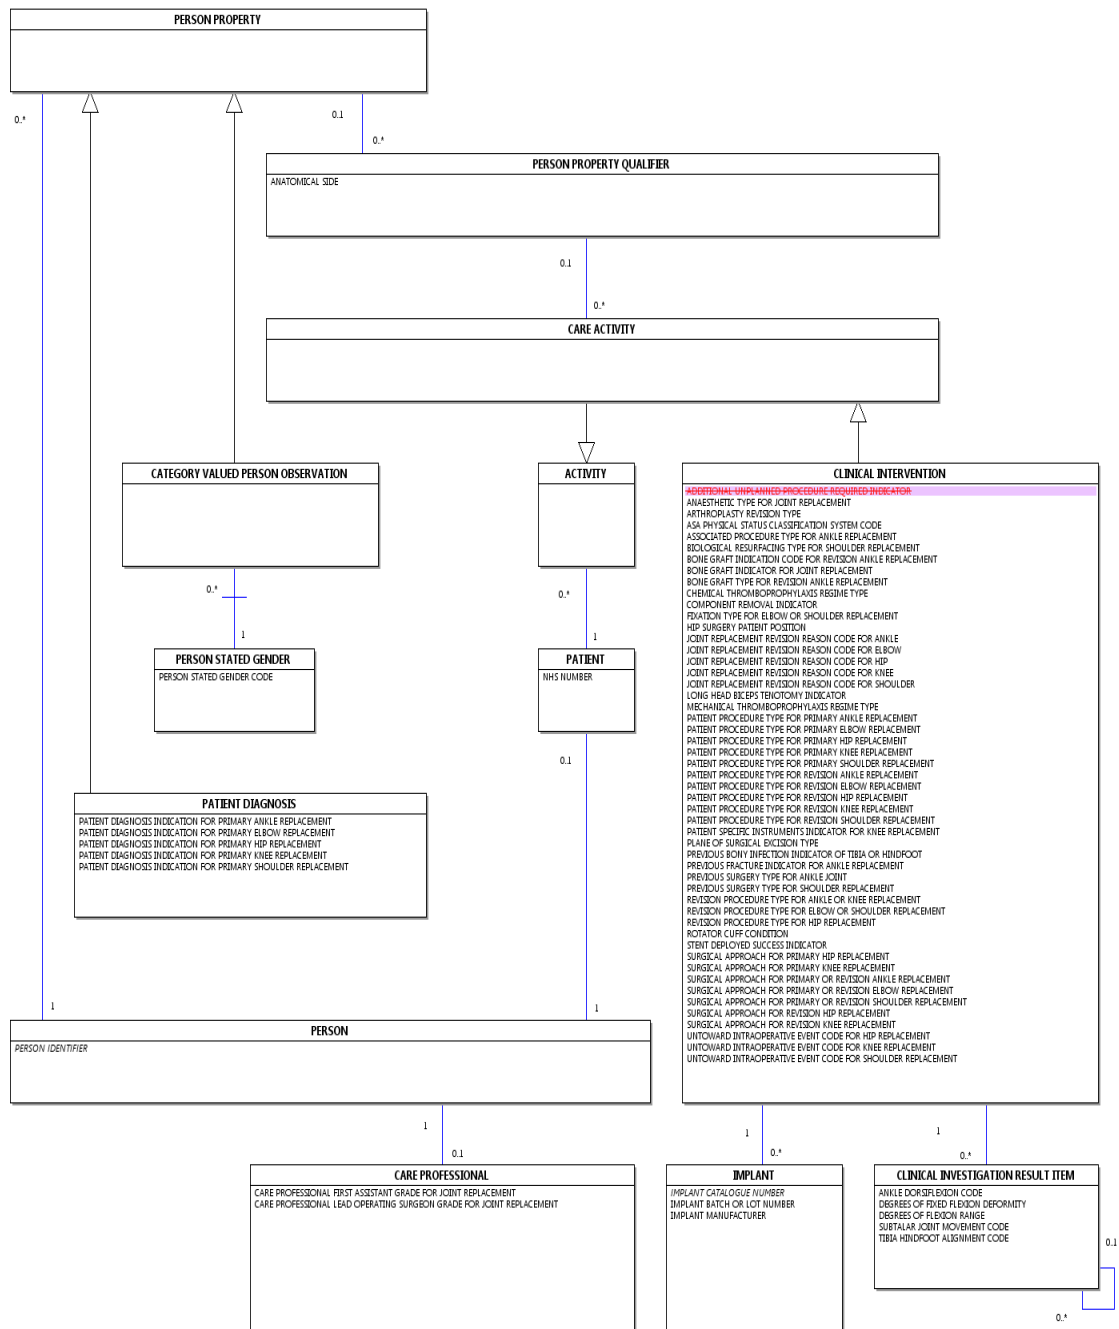 PERSON PROPERTY
0..*
0..1
0..*
PERSON PROPERTY QUALIFIER
ANATOMICAL SIDE
0..1
0..*
CARE ACTIVITY
CATEGORY VALUED PERSON OBSERVATION
0..*
1
PERSON STATED GENDER
PERSON STATED GENDER CODE
ACTIVITY
0..*
1
PATIENT
NHS NUMBER
0..1
CLINICAL INTERVENTION
ADDITIONAL UNPLANNED PROCEDURE REQUIRED INDICATOR
ANAESTHETIC TYPE FOR JOINT REPLACEMENT
ARTHROPLASTY REVISION TYPE
ASA PHYSICAL STATUS CLASSIFICATION SYSTEM CODE
ASSOCIATED PROCEDURE TYPE FOR ANKLE REPLACEMENT
BIOLOGICAL RESURFACING TYPE FOR SHOULDER REPLACEMENT
BONE GRAFT INDICATION CODE FOR REVISION ANKLE REPLACEMENT
BONE GRAFT INDICATOR FOR JOINT REPLACEMENT
BONE GRAFT TYPE FOR REVISION ANKLE REPLACEMENT
CHEMICAL THROMBOPROPHYLAXIS REGIME TYPE
COMPONENT REMOVAL INDICATOR
FIXATION TYPE FOR ELBOW OR SHOULDER REPLACEMENT
HIP SURGERY PATIENT POSITION
JOINT REPLACEMENT REVISION REASON CODE FOR ANKLE
JOINT REPLACEMENT REVISION REASON CODE FOR ELBOW
JOINT REPLACEMENT REVISION REASON CODE FOR HIP
JOINT REPLACEMENT REVISION REASON CODE FOR KNEE
JOINT REPLACEMENT REVISION REASON CODE FOR SHOULDER
LONG HEAD BICEPS TENOTOMY INDICATOR
MECHANICAL THROMBOPROPHYLAXIS REGIME TYPE
PATIENT PROCEDURE TYPE FOR PRIMARY ANKLE REPLACEMENT
PATIENT PROCEDURE TYPE FOR PRIMARY ELBOW REPLACEMENT
PATIENT PROCEDURE TYPE FOR PRIMARY HIP REPLACEMENT
PATIENT PROCEDURE TYPE FOR PRIMARY KNEE REPLACEMENT
PATIENT PROCEDURE TYPE FOR PRIMARY SHOULDER REPLACEMENT
PATIENT PROCEDURE TYPE FOR REVISION ANKLE REPLACEMENT
PATIENT PROCEDURE TYPE FOR REVISION ELBOW REPLACEMENT
PATIENT PROCEDURE TYPE FOR REVISION HIP REPLACEMENT
PATIENT PROCEDURE TYPE FOR REVISION KNEE REPLACEMENT
PATIENT PROCEDURE TYPE FOR REVISION SHOULDER REPLACEMENT
PATIENT SPECIFIC INSTRUMENTS INDICATOR FOR KNEE REPLACEMENT
PLANE OF SURGICAL EXCISION TYPE
PREVIOUS BONY INFECTION INDICATOR OF TIBIA OR HINDFOOT
PREVIOUS FRACTURE INDICATOR FOR ANKLE REPLACEMENT
PREVIOUS SURGERY TYPE FOR ANKLE JOINT
PREVIOUS SURGERY TYPE FOR SHOULDER REPLACEMENT
REVISION PROCEDURE TYPE FOR ANKLE OR KNEE REPLACEMENT
REVISION PROCEDURE TYPE FOR ELBOW OR SHOULDER REPLACEMENT
REVISION PROCEDURE TYPE FOR HIP REPLACEMENT
ROTATOR CUFF CONDITION
STENT DEPLOYED SUCCESS INDICATOR
SURGICAL APPROACH FOR PRIMARY HIP REPLACEMENT
SURGICAL APPROACH FOR PRIMARY KNEE REPLACEMENT
SURGICAL APPROACH FOR PRIMARY OR REVISION ANKLE REPLACEMENT
SURGICAL APPROACH FOR PRIMARY OR REVISION ELBOW REPLACEMENT
SURGICAL APPROACH FOR PRIMARY OR REVISION SHOULDER REPLACEMENT
SURGICAL APPROACH FOR REVISION HIP REPLACEMENT
SURGICAL APPROACH FOR REVISION KNEE REPLACEMENT
UNTOWARD INTRAOPERATIVE EVENT CODE FOR HIP REPLACEMENT
UNTOWARD INTRAOPERATIVE EVENT CODE FOR KNEE REPLACEMENT
UNTOWARD INTRAOPERATIVE EVENT CODE FOR SHOULDER REPLACEMENT
PATIENT DIAGNOSIS
PATIENT DIAGNOSIS INDICATION FOR PRIMARY ANKLE REPLACEMENT
PATIENT DIAGNOSIS INDICATION FOR PRIMARY ELBOW REPLACEMENT
PATIENT DIAGNOSIS INDICATION FOR PRIMARY HIP REPLACEMENT
PATIENT DIAGNOSIS INDICATION FOR PRIMARY KNEE REPLACEMENT
PATIENT DIAGNOSIS INDICATION FOR PRIMARY SHOULDER REPLACEMENT
1
1
PERSON
PERSON IDENTIFIER
1
0..1
CARE PROFESSIONAL
CARE PROFESSIONAL FIRST ASSISTANT GRADE FOR JOINT REPLACEMENT
CARE PROFESSIONAL LEAD OPERATING SURGEON GRADE FOR JOINT REPLACEMENT
1
0..*
IMPLANT
IMPLANT CATALOGUE NUMBER
IMPLANT BATCH OR LOT NUMBER
IMPLANT MANUFACTURER
1
0..*
CLINICAL INVESTIGATION RESULT ITEM
ANKLE DORSIFLEXION CODE
DEGREES OF FIXED FLEXION DEFORMITY
DEGREES OF FLEXION RANGE
SUBTALAR JOINT MOVEMENT CODE
TIBIA HINDFOOT ALIGNMENT CODE
0..1
0..*